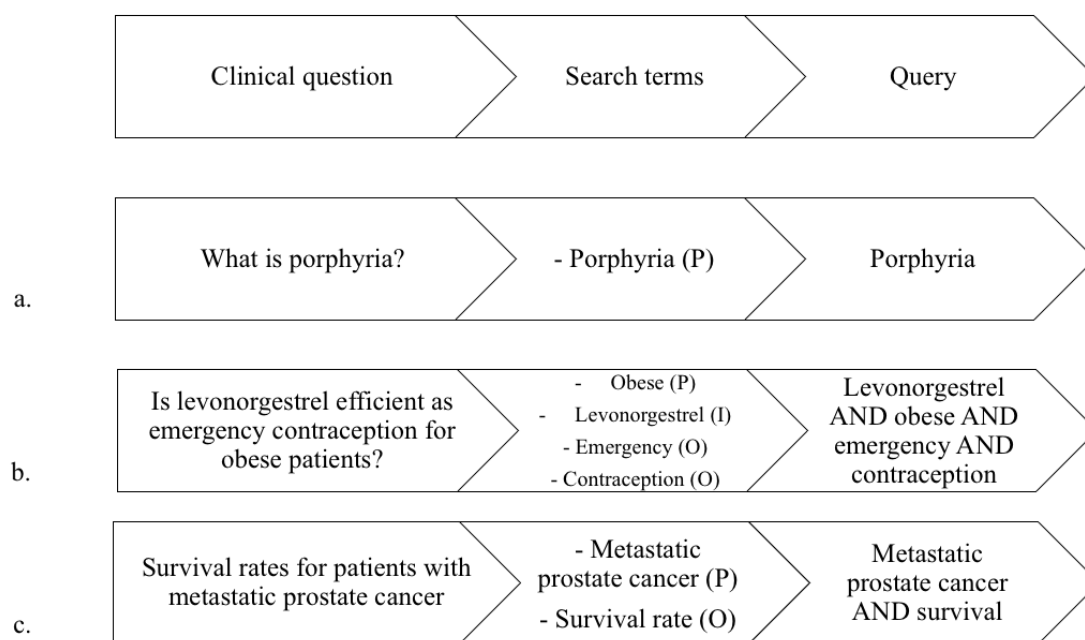 Clinical question
Search terms
Query
What is porphyria?
- Porphyria (P)
Porphyria
a.
Is levonorgestrel efficient as
emergency contraception for
obese patients?
- Obese (P)
- Levonorgestrel (I)
- Emergency (O)
- Contraception (O)
Levonorgestrel
AND obese AND
emergency AND
contraception
b.
Survival rates for patients with
metastatic prostate cancer
- Metastatic
prostate cancer (P)
- Survival rate (O)
Metastatic
prostate cancer
AND survival
c.